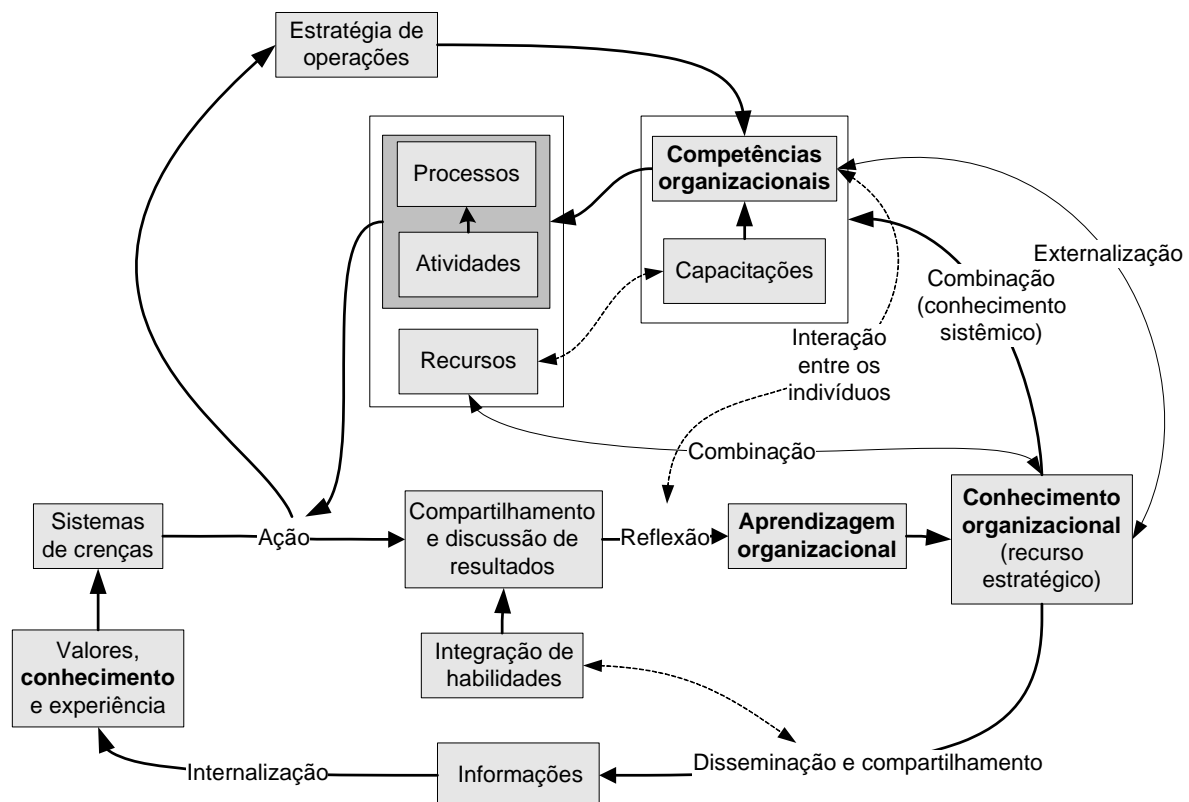 Estratégia de
operações
Processos
Atividades
Recursos
Competências
organizacionais
Capacitações
Externalização
Combinação
(conhecimento
sistêmico)
Interação
entre os
indivíduos
Combinação
Sistemas
de crenças
Ação
Compartilhamento
e discussão de
resultados
Reflexão
Aprendizagem
organizacional
Conhecimento
organizacional
(recurso
estratégico)
Valores,
conhecimento
e experiência
Integração de
habilidades
Internalização
Informações
Disseminação e compartilhamento